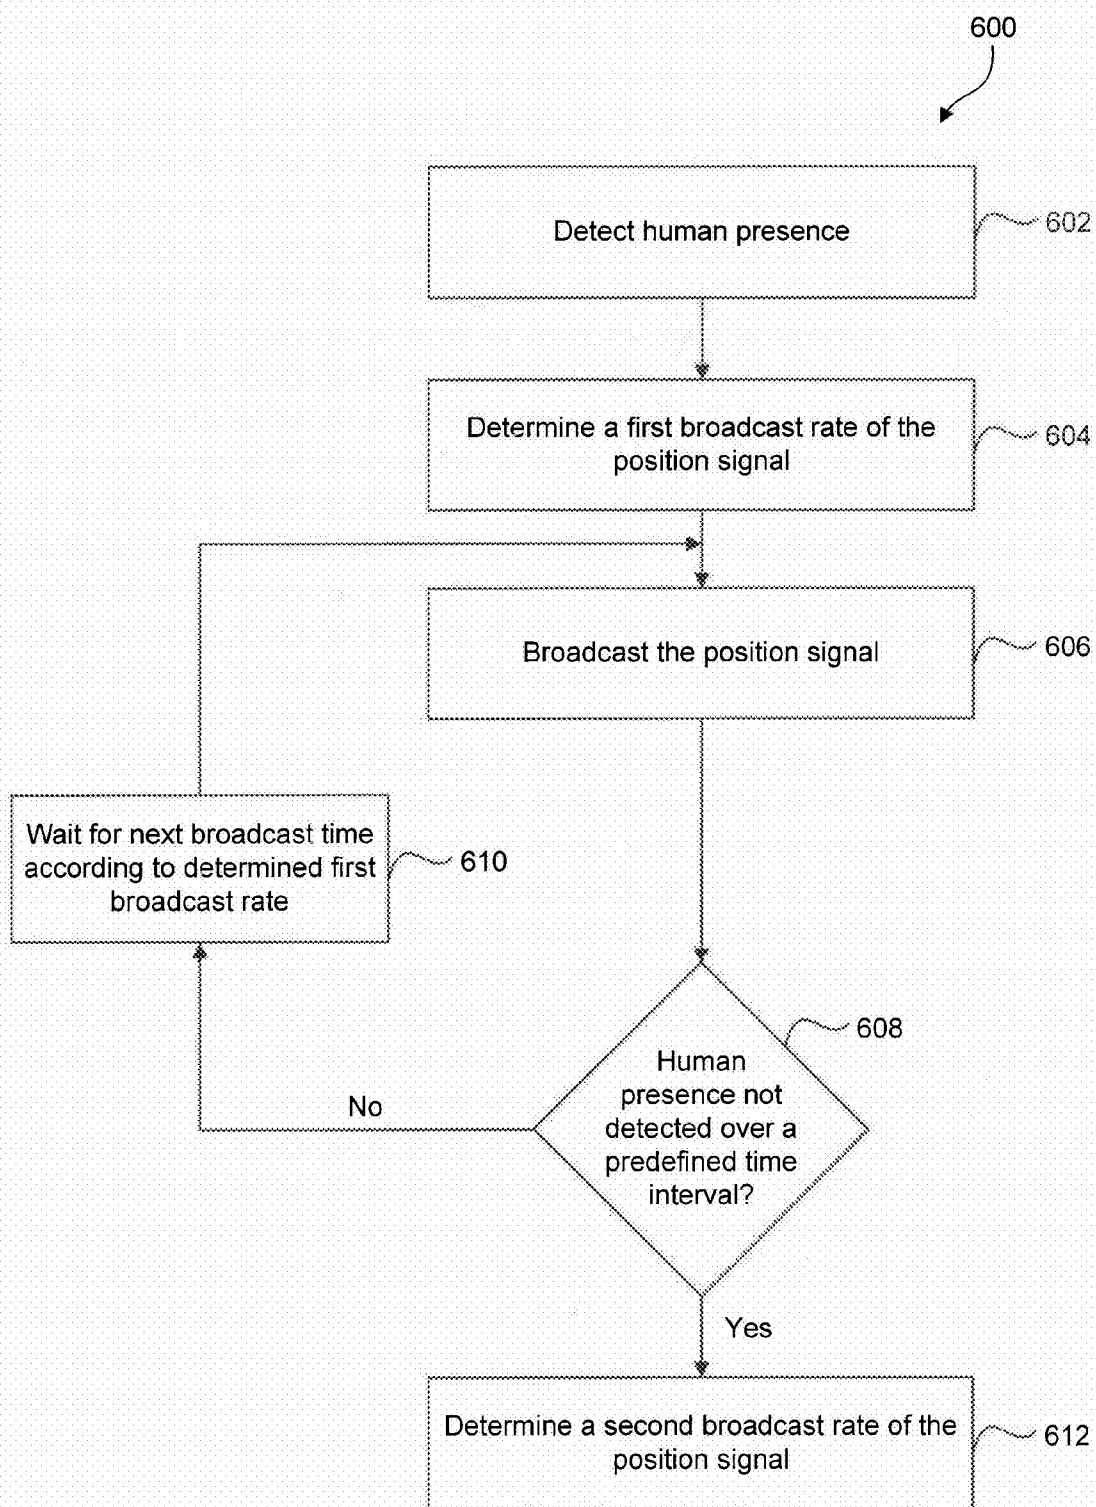 600
Detect human presence
602
Determine a first broadcast rate of the
position signal
604
Broadcast the position signal
606
Wait for next broadcast time
according to determined first
broadcast rate
610
608
Human
presence not
detected over a
predefined time
interval?
No
Yes
Determine a second broadcast rate of the
position signal
612